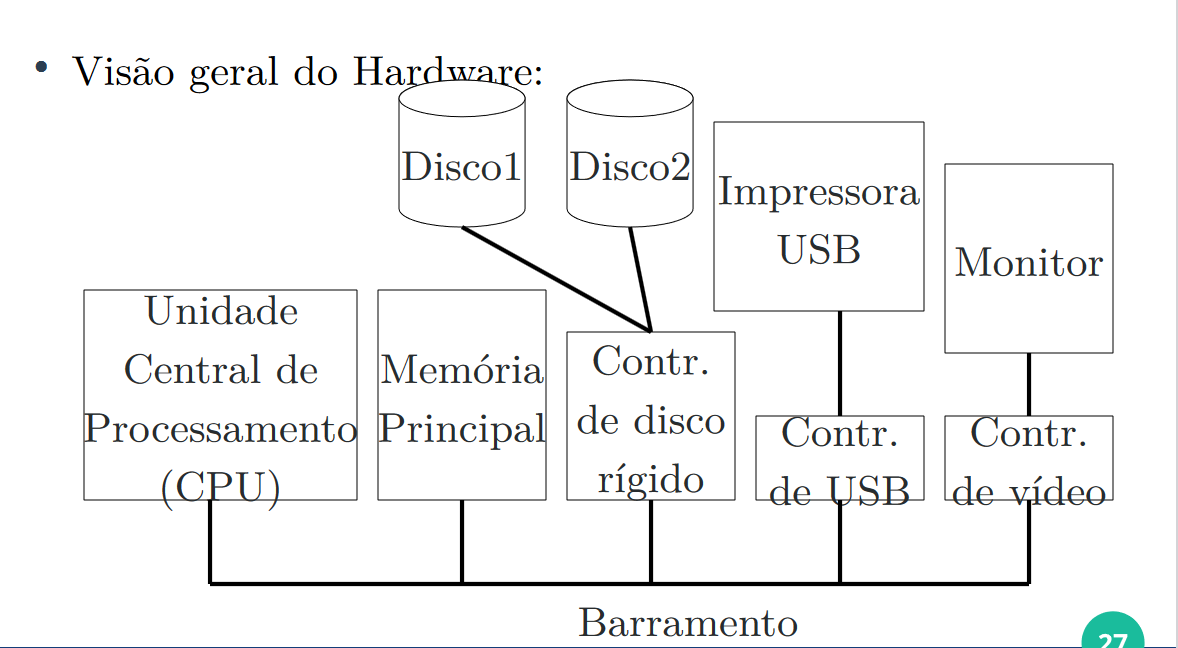 Visão geral do Hardware:
Disco1
Disco2
Impressora
USB
Monitor
Unidade
Central de
Processamento
(CPU)
Memória
Principal
Contr.
de disco
rígido
Contr.
de USB
Contr.
de vídeo
Barramento
27